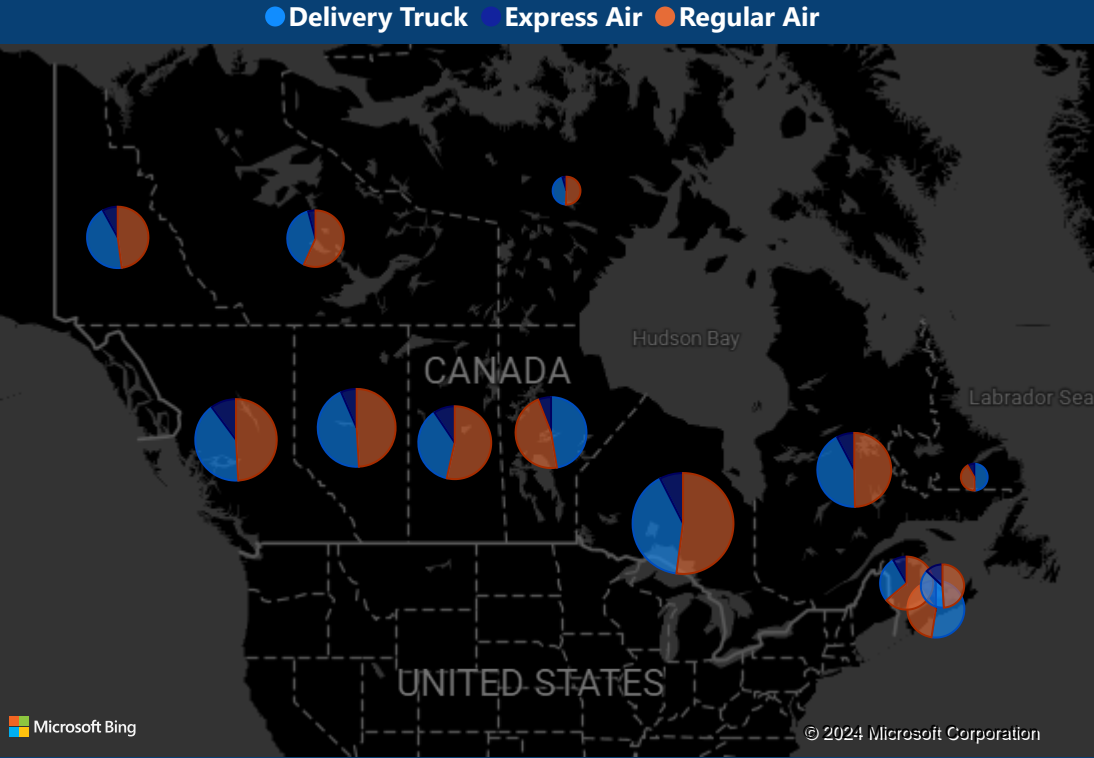 Delivery Truck Express Air Regular Air
CANADA
Hudson Bay
Labrador Sea
UNITED STATES
Microsoft Bing
© 2024 Microsoft Corporation